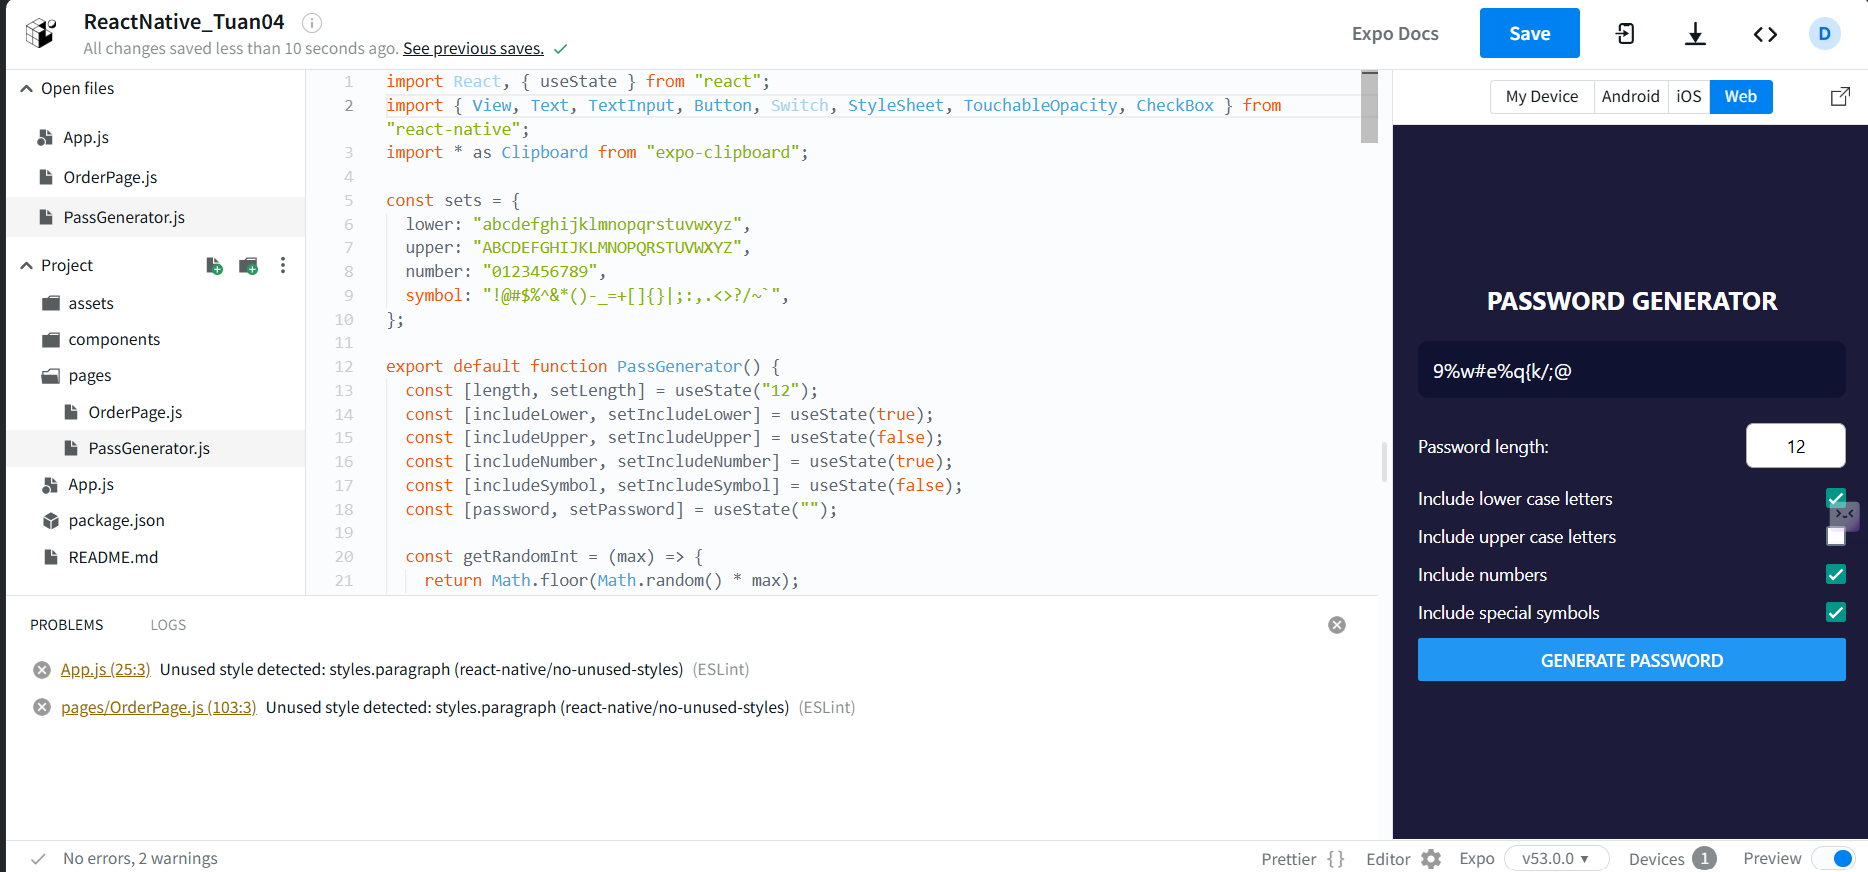 ReactNative_Tuan04
All changes saved less than 10 seconds ago. See previous saves.
Expo Docs
Save
D
Open files
App.js
OrderPage.js
PassGenerator.js
Project
assets
components
pages
OrderPage.js
PassGenerator.js
App.js
package.json
README.md
1 import React, { useState } from "react";
2 import { View, Text, TextInput, Button, Switch, StyleSheet, TouchableOpacity, CheckBox } from
"react-native";
3 import * as Clipboard from "expo-clipboard";
4
5 const sets = {
6 lower: "abcdefghijklmnopqrstuvwxyz",
7 upper: "ABCDEFGHIJKLMNOPQRSTUVWXYZ",
8 number: "0123456789",
9 symbol: "!@#$%^&*()-_=+[]{}|;:,.<>?/~`",
10 };
11
12 export default function PassGenerator() {
13 const [length, setLength] = useState("12");
14 const [includeLower, setIncludeLower] = useState(true);
15 const [includeUpper, setIncludeUpper] = useState(false);
16 const [includeNumber, setIncludeNumber] = useState(true);
17 const [includeSymbol, setIncludeSymbol] = useState(false);
18 const [password, setPassword] = useState("");
19
20 const getRandomInt = (max) => {
21 return Math.floor(Math.random() * max);
My Device
Android
iOS
Web
PASSWORD GENERATOR
9%w#e%q{k/;@
Password length: 12
Include lower case letters
Include upper case letters
Include numbers
Include special symbols
GENERATE PASSWORD
PROBLEMS
LOGS
App.js (25:3) Unused style detected: styles.paragraph (react-native/no-unused-styles) (ESLint)
pages/OrderPage.js (103:3) Unused style detected: styles.paragraph (react-native/no-unused-styles) (ESLint)
No errors, 2 warnings
Prettier {}
Editor
Expo
v53.0.0
Devices 1
Preview